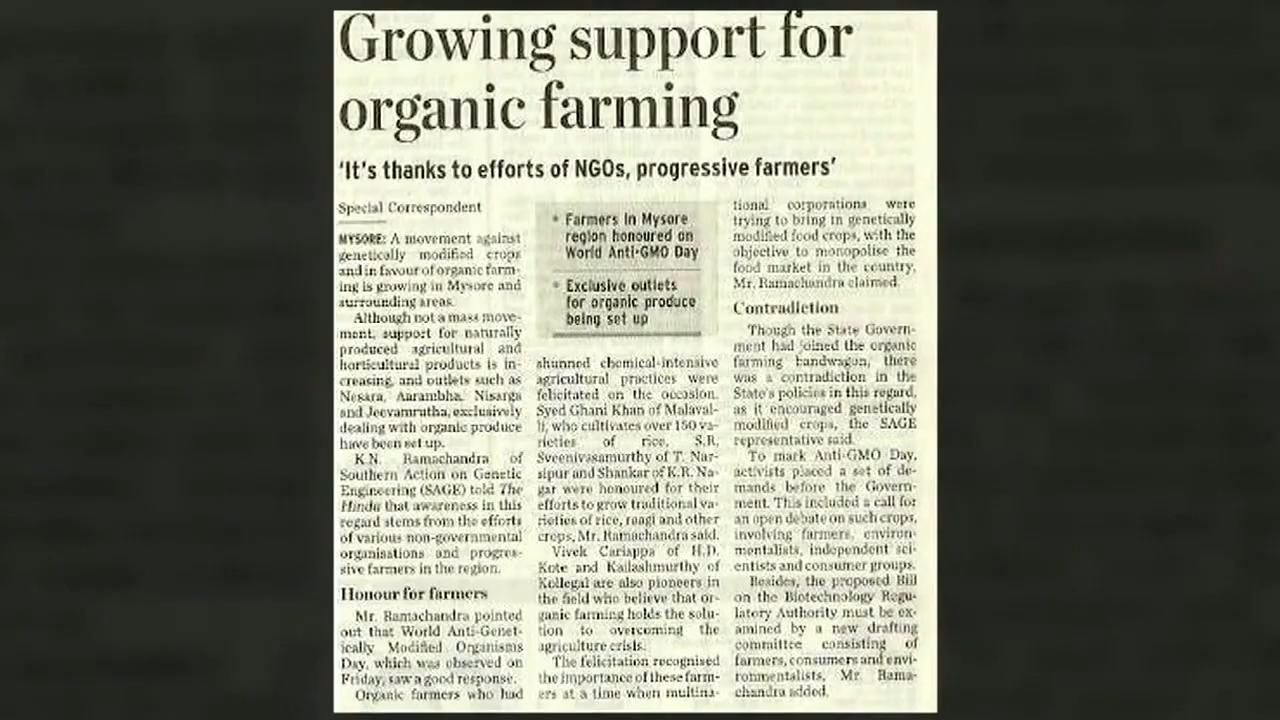 Growing support for
organic farming
'It's thanks to efforts of NGOs, progressive farmers'
Special Correspondent
MYSORE: A movement against
genetically modified crops
and in favour of organic farm-
ing is growing in Mysore and
surrounding areas.
Although not a mass move-
ment, support for naturally
produced agricultural and
horticultural products is in-
creasing, and outlets such as
Nesara, Aarambha, Nisarga
and Jeevamrutha, exclusively
dealing with organic produce
have been set up.
K.N. Ramachandra of
Southern Action on Genetic
Engineering (SAGE) told The
Hindu that awareness in this
regard stems from the efforts
of various non-governmental
organisations and progres-
sive farmers in the region.
Honour for farmers
Mr. Ramachandra pointed
out that World Anti-Genet-
ically Modified Organisms
Day, which was observed on
Friday, saw a good response.
Organic farmers who had
• Farmers in Mysore
region honoured on
World Anti-GMO Day
• Exclusive outlets
for organic produce
being set up
shunned chemical-intensive
agricultural practices were
felicitated on the occasion.
Syed Ghani Khan of Malaval-
li, who cultivates over 150 va-
rieties of rice, S.R.
Sveenivasamurthy of T. Nar-
sipur and Shankar of K.R. Na-
gar were honoured for their
efforts to grow traditional va-
rieties of rice, raagi and other
crops, Mr. Ramachandra said.
Vivek Cariappa of H.D.
Kote and Kailashmurthy of
Kollegal are also pioneers in
the field who believe that or-
ganic farming holds the solu-
tion to overcoming the
agriculture crisis.
The felicitation recognised
the importance of these farm-
ers at a time when multina-
tional corporations were
trying to bring in genetically
modified food crops, with the
objective to monopolise the
food market in the country,
Mr. Ramachandra claimed.
Contradiction
Though the State Govern-
ment had joined the organic
farming bandwagon, there
was a contradiction in the
State's policies in this regard,
as it encouraged genetically
modified crops, the SAGE
representative said.
To mark Anti-GMO Day,
activists placed a set of de-
mands before the Govern-
ment. This included a call for
an open debate on such crops,
involving farmers, environ-
mentalists, independent sci-
entists and consumer groups.
Besides, the proposed Bill
on the Biotechnology Regu-
latory Authority must be ex-
amined by a new drafting
committee consisting of
farmers, consumers and envi-
ronmentalists, Mr. Rama-
chandra added.